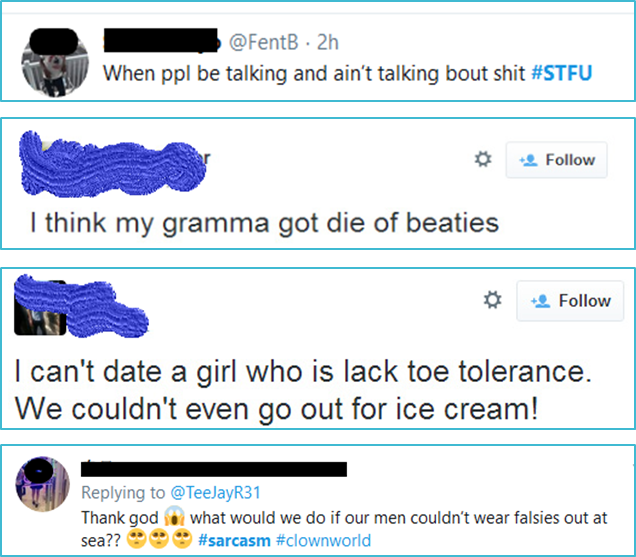 @FentB · 2h
When ppl be talking and ain't talking bout shit #STFU
Follow
I think my gramma got die of beaties
Follow
I can't date a girl who is lack toe tolerance.
We couldn't even go out for ice cream!
Replying to @TeeJayR31
Thank god 😱 what would we do if our men couldn't wear falsies out at
sea?? 🙄🙄🙄 #sarcasm #clownworld